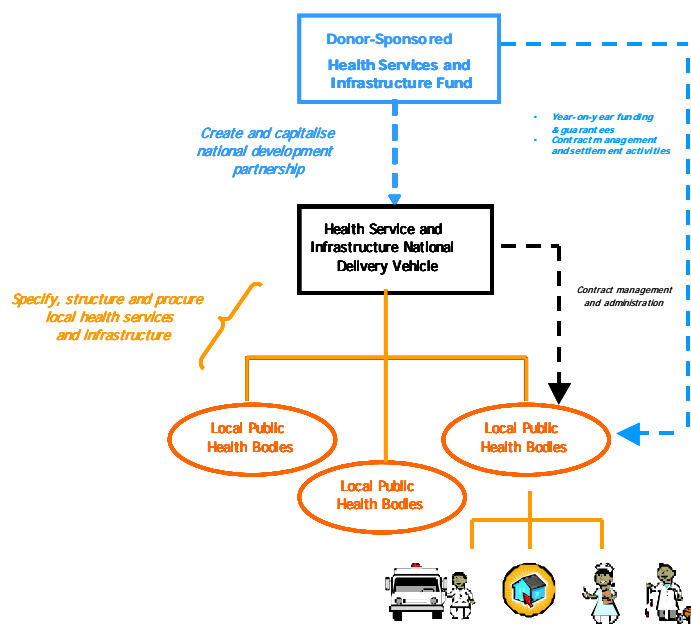 Donor-Sponsored
Health Services and
Infrastructure Fund
Create and capitalise
national development
partnership
• Year-on-year funding
& guarantees
• Contract management
and settlement activities
Health Service and
Infrastructure National
Delivery Vehicle
Specify, structure and procure
local health services
and infrastructure
Contract management
and administration
Local Public
Health Bodies
Local Public
Health Bodies
Local Public
Health Bodies